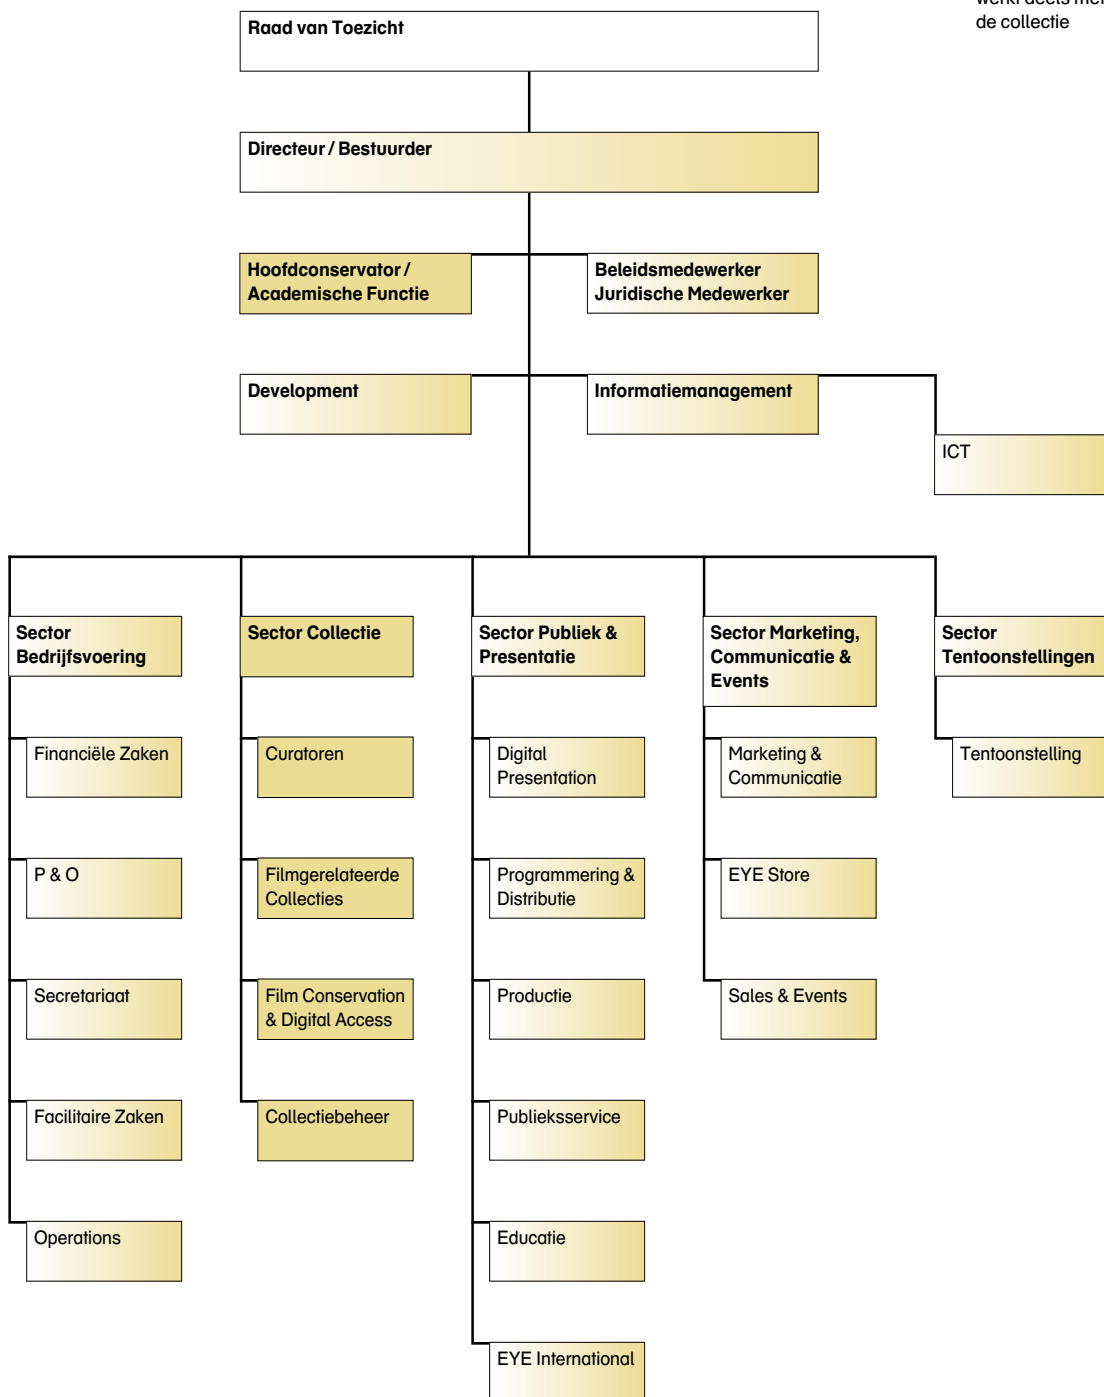 werkt deels met
de collectie
Raad van Toezicht
Directeur / Bestuurder
Hoofdconservator /
Academische Functie
Beleidsmedewerker
Juridische Medewerker
Development
Informatiemanagement
ICT
Sector
Bedrijfsvoering
Sector Collectie
Sector Publiek &
Presentatie
Sector Marketing,
Communicatie &
Events
Sector
Tentoonstellingen
Financiële Zaken
Curatoren
Digital
Presentation
Marketing &
Communicatie
Tentoonstelling
P & O
Filmgerelateerde
Collecties
Programmering &
Distributie
EYE Store
Secretariaat
Film Conservation
& Digital Access
Productie
Sales & Events
Facilitaire Zaken
Collectiebeheer
Publieksservice
Operations
Educatie
EYE International